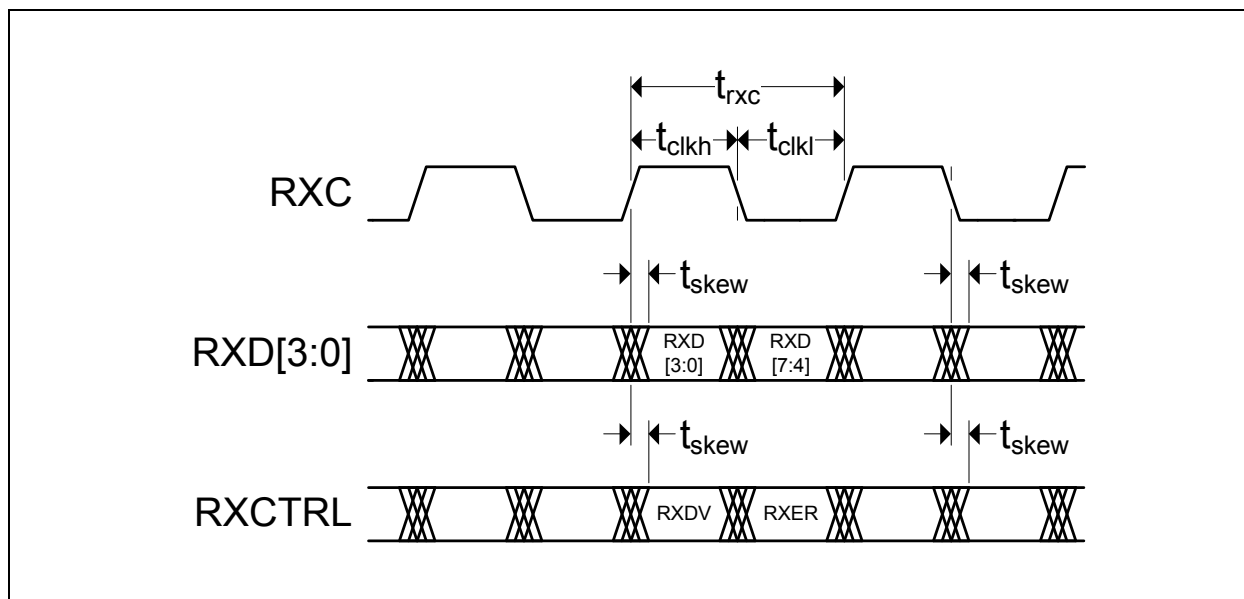 t_rxc
t_clkh t_clkl
RXC
t_skew t_skew
RXD[3:0] RXD [3:0] RXD [7:4]
t_skew t_skew
RXCTRL RXDV RXER